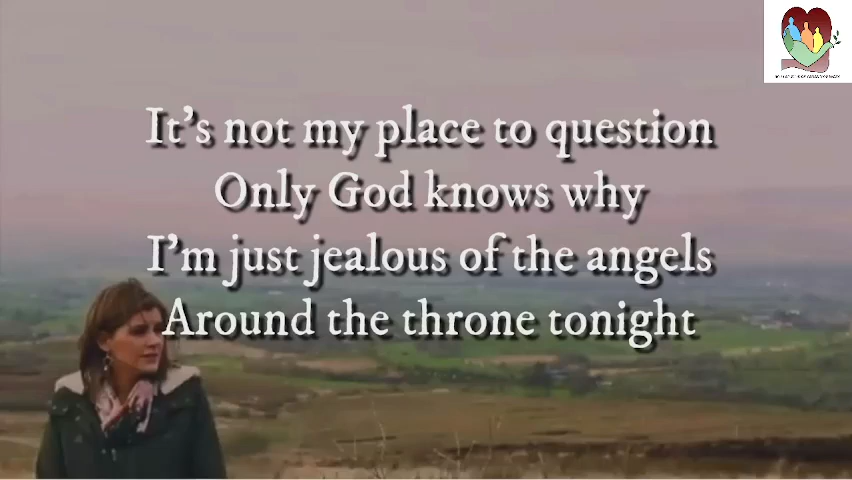 It's not my place to question
Only God knows why
I'm just jealous of the angels
Around the throne tonight